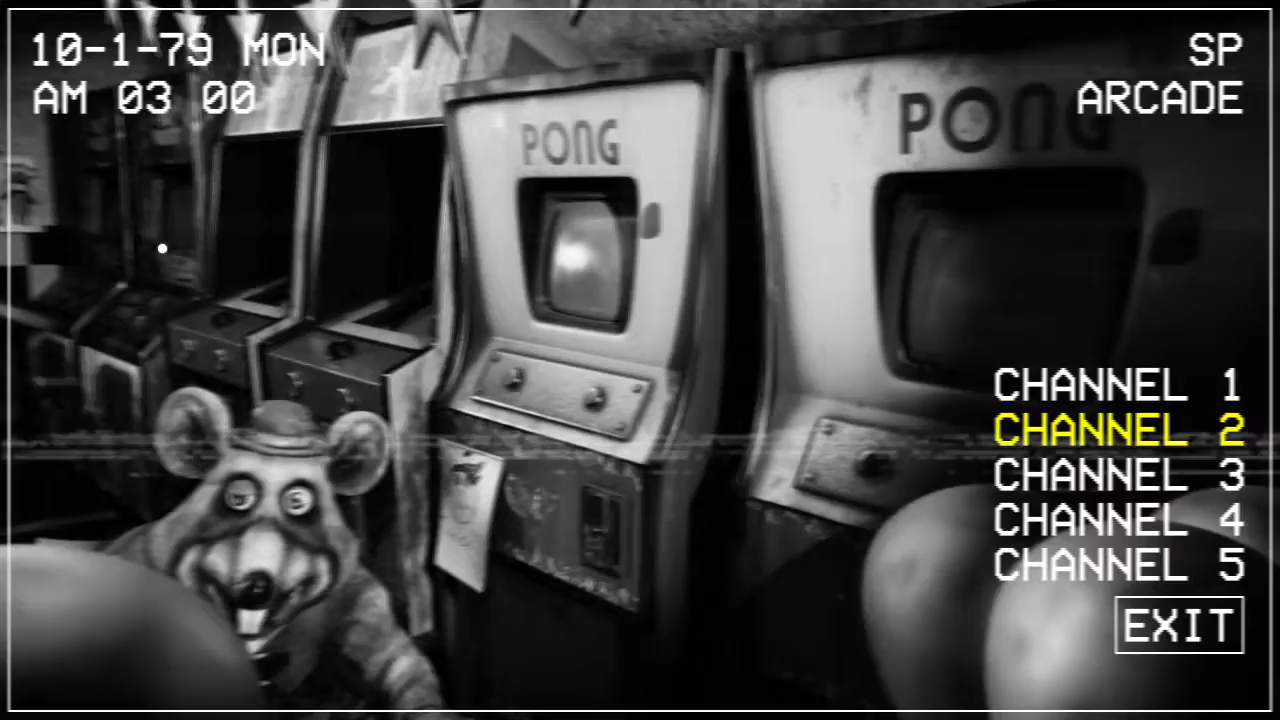 10-1-79 MON
AM 03 00
SP
ARCADE
PONG
PONG
CHANNEL 1
CHANNEL 2
CHANNEL 3
CHANNEL 4
CHANNEL 5
EXIT